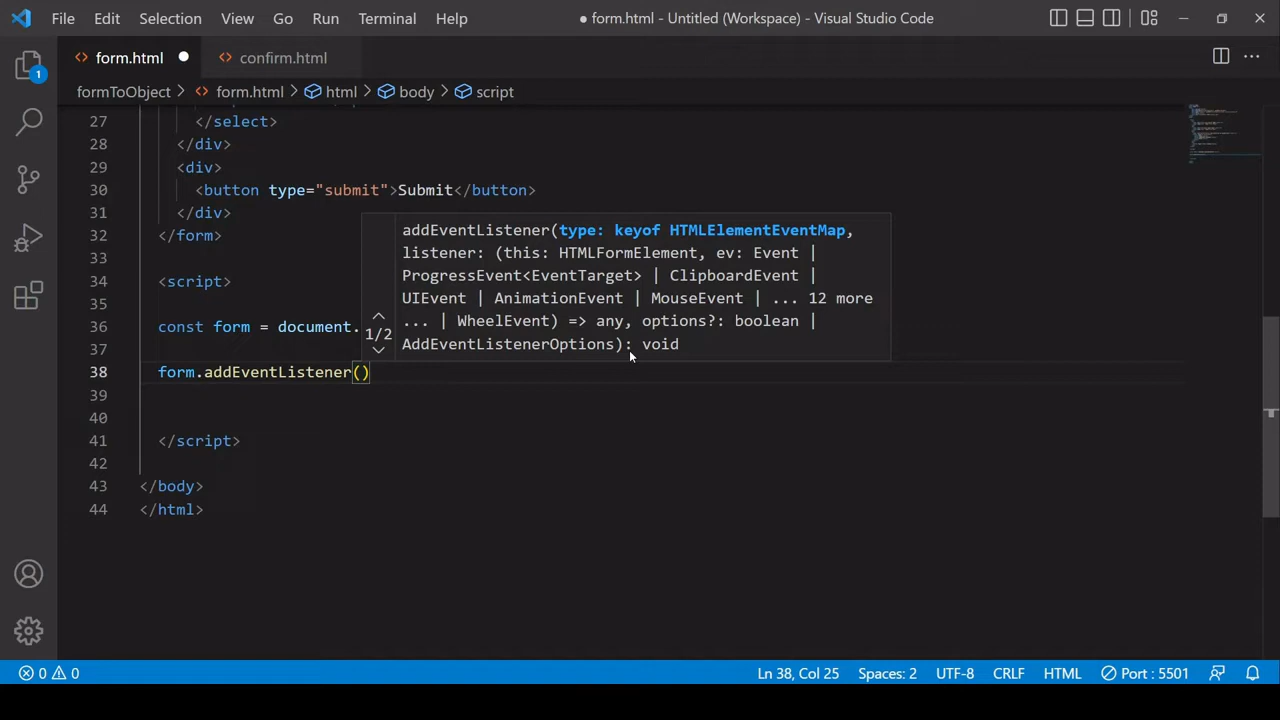 File Edit Selection View Go Run Terminal Help ● form.html - Untitled (Workspace) - Visual Studio Code
form.html ● confirm.html
formToObject > form.html > html > body > script
27 </select>
28 </div>
29 <div>
30 <button type="submit">Submit</button>
31 </div>
32 </form>
33
34 <script>
35
36 const form = document.
37
38 form.addEventListener()
39
40
41 </script>
42
43 </body>
44 </html>
addEventListener(type: keyof HTMLElementEventMap,
listener: (this: HTMLFormElement, ev: Event |
ProgressEvent<EventTarget> | ClipboardEvent |
UIEvent | AnimationEvent | MouseEvent | ... 12 more
... | WheelEvent) => any, options?: boolean |
AddEventListenerOptions): void
1/2
1
0 0 Ln 38, Col 25 Spaces: 2 UTF-8 CRLF HTML Port : 5501